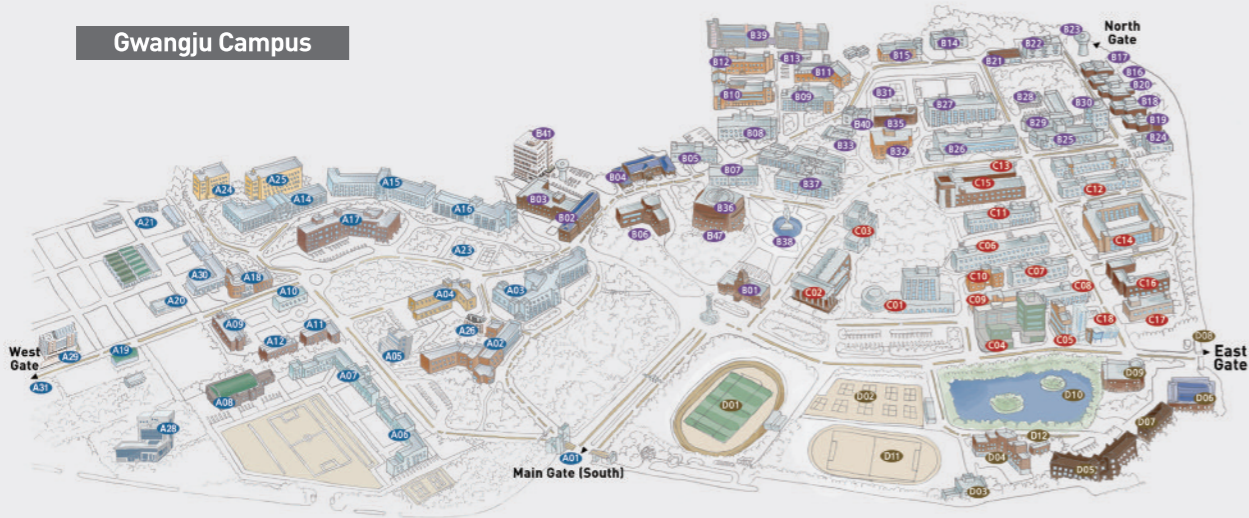 Gwangju Campus
B39
B23
North
Gate
B14
B22
B15
B21
B13
B12
B11
B17
B16
B20
B10
B09
B31
B27
B28
B30
B18
B19
B40
B35
B29
B24
B41
B08
B33
B32
B26
B25
B05
B04
B07
B37
C13
C15
C12
A24
A25
A15
A14
A16
B03
B02
B36
C11
A21
A17
B06
B47
B38
C03
C14
A23
C06
A30
A18
A10
A04
A03
B01
C02
C10
C07
C16
C08
A20
A09
A11
A26
C01
C09
C17
C18
A12
A02
A29
A19
A05
C04
C05
D08
West
Gate
East
Gate
A31
A07
D09
A08
D02
D10
D06
D01
A28
A06
D07
D12
D11
D04
A01
Main Gate (South)
D05
D03